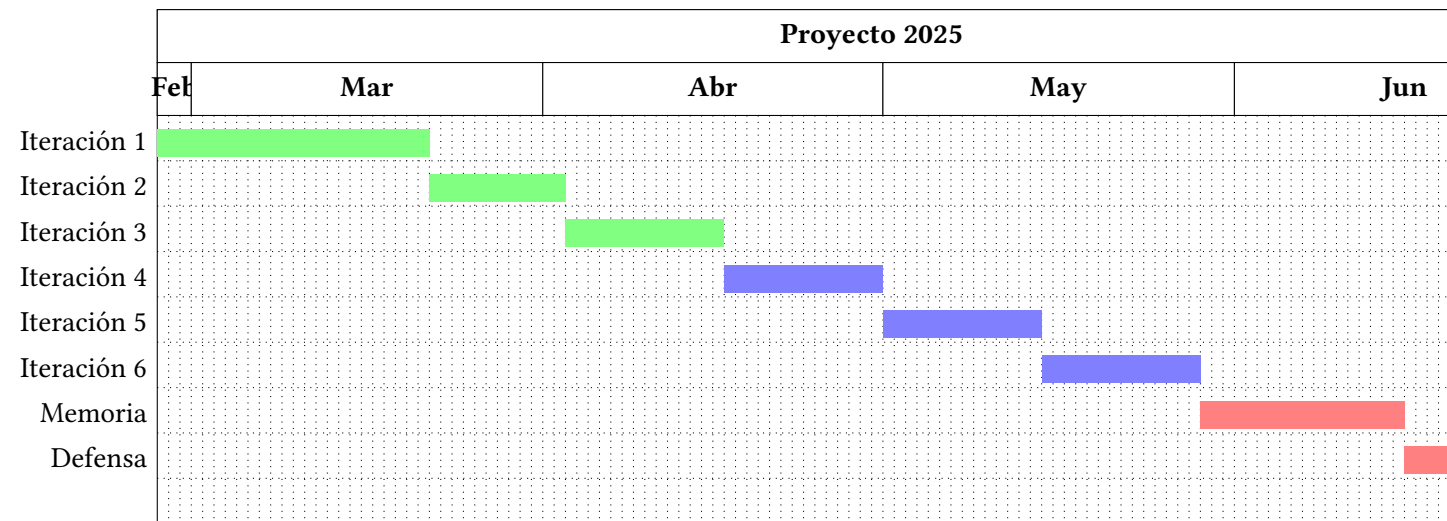 Proyecto 2025
Feb Mar Abr May Jun
Iteración 1
Iteración 2
Iteración 3
Iteración 4
Iteración 5
Iteración 6
Memoria
Defensa